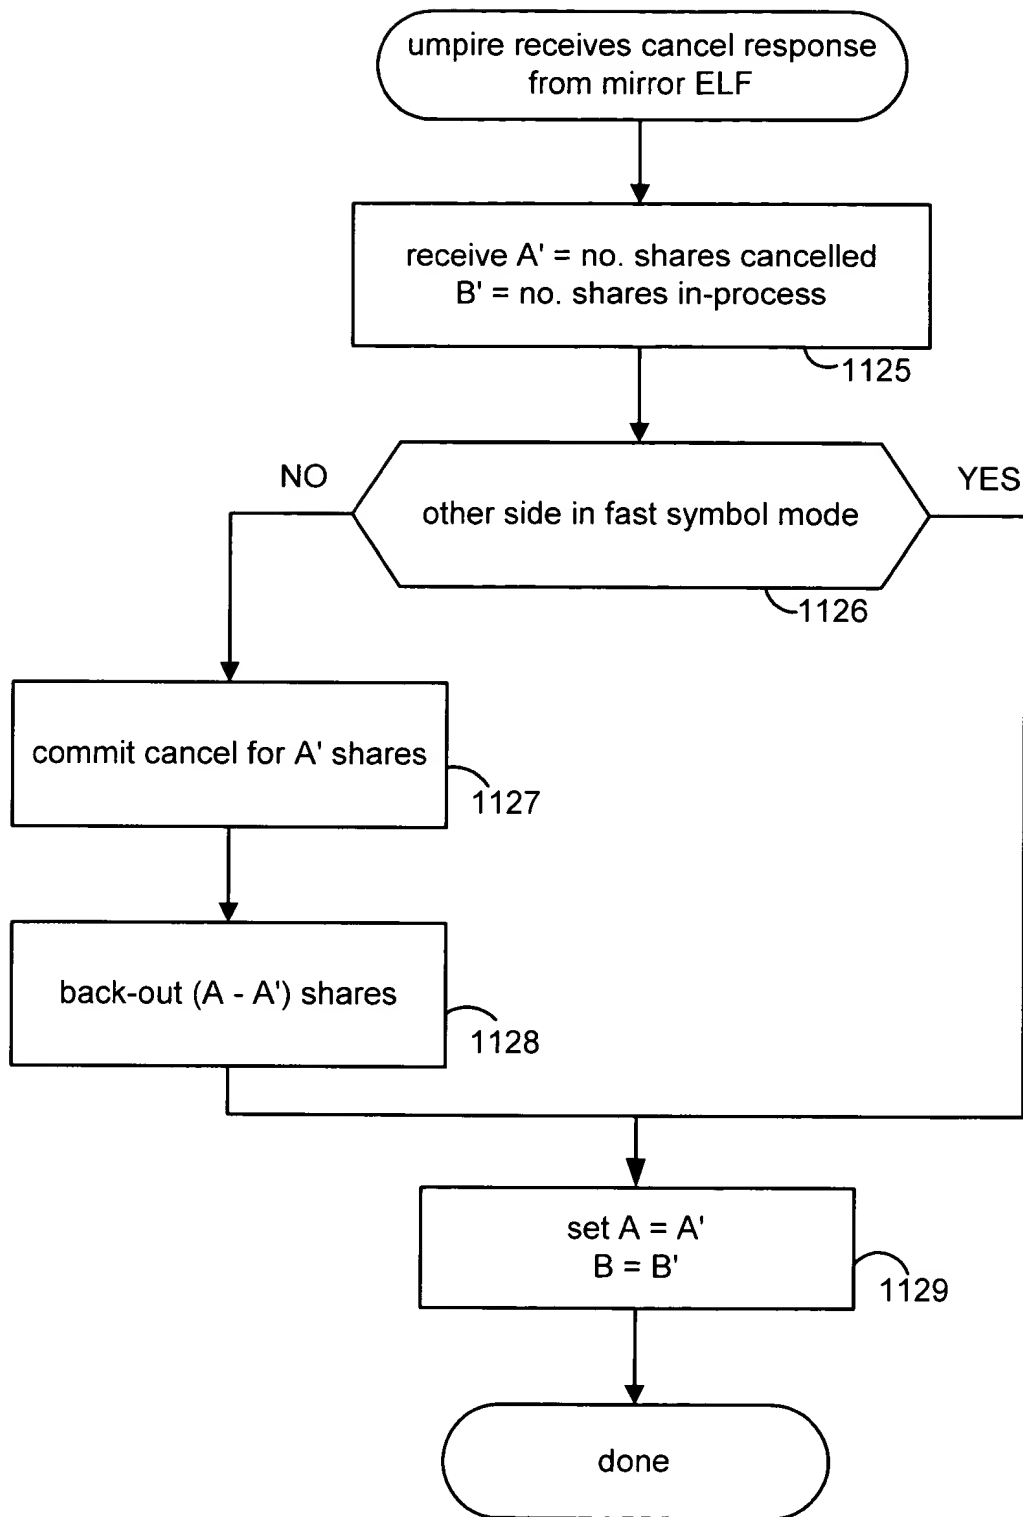 umpire receives cancel response
from mirror ELF
receive A' = no. shares cancelled
B' = no. shares in-process
1125
NO
YES
other side in fast symbol mode
1126
commit cancel for A' shares
1127
back-out (A - A') shares
1128
set A = A'
B = B'
1129
done